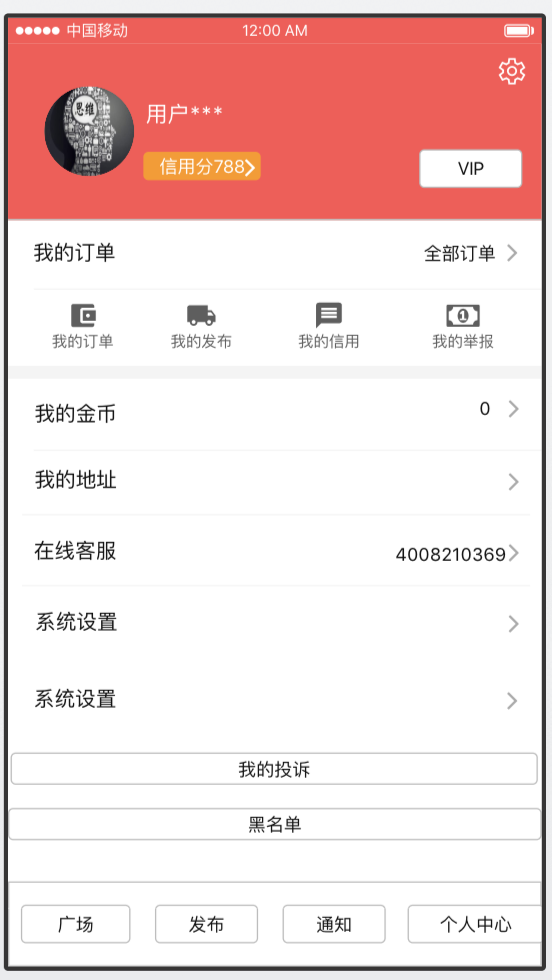 中国移动 12:00 AM
思维
用户***
信用分788
VIP
我的订单 全部订单
我的订单 我的发布 我的信用 我的举报
我的金币 0
我的地址
在线客服 4008210369
系统设置
系统设置
我的投诉
黑名单
广场 发布 通知 个人中心